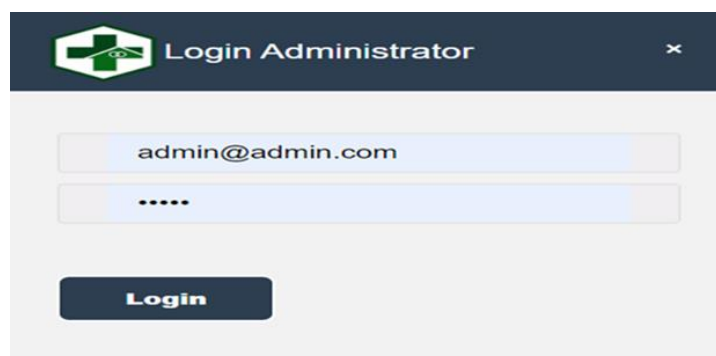 Login Administrator ×
admin@admin.com
•••••
Login